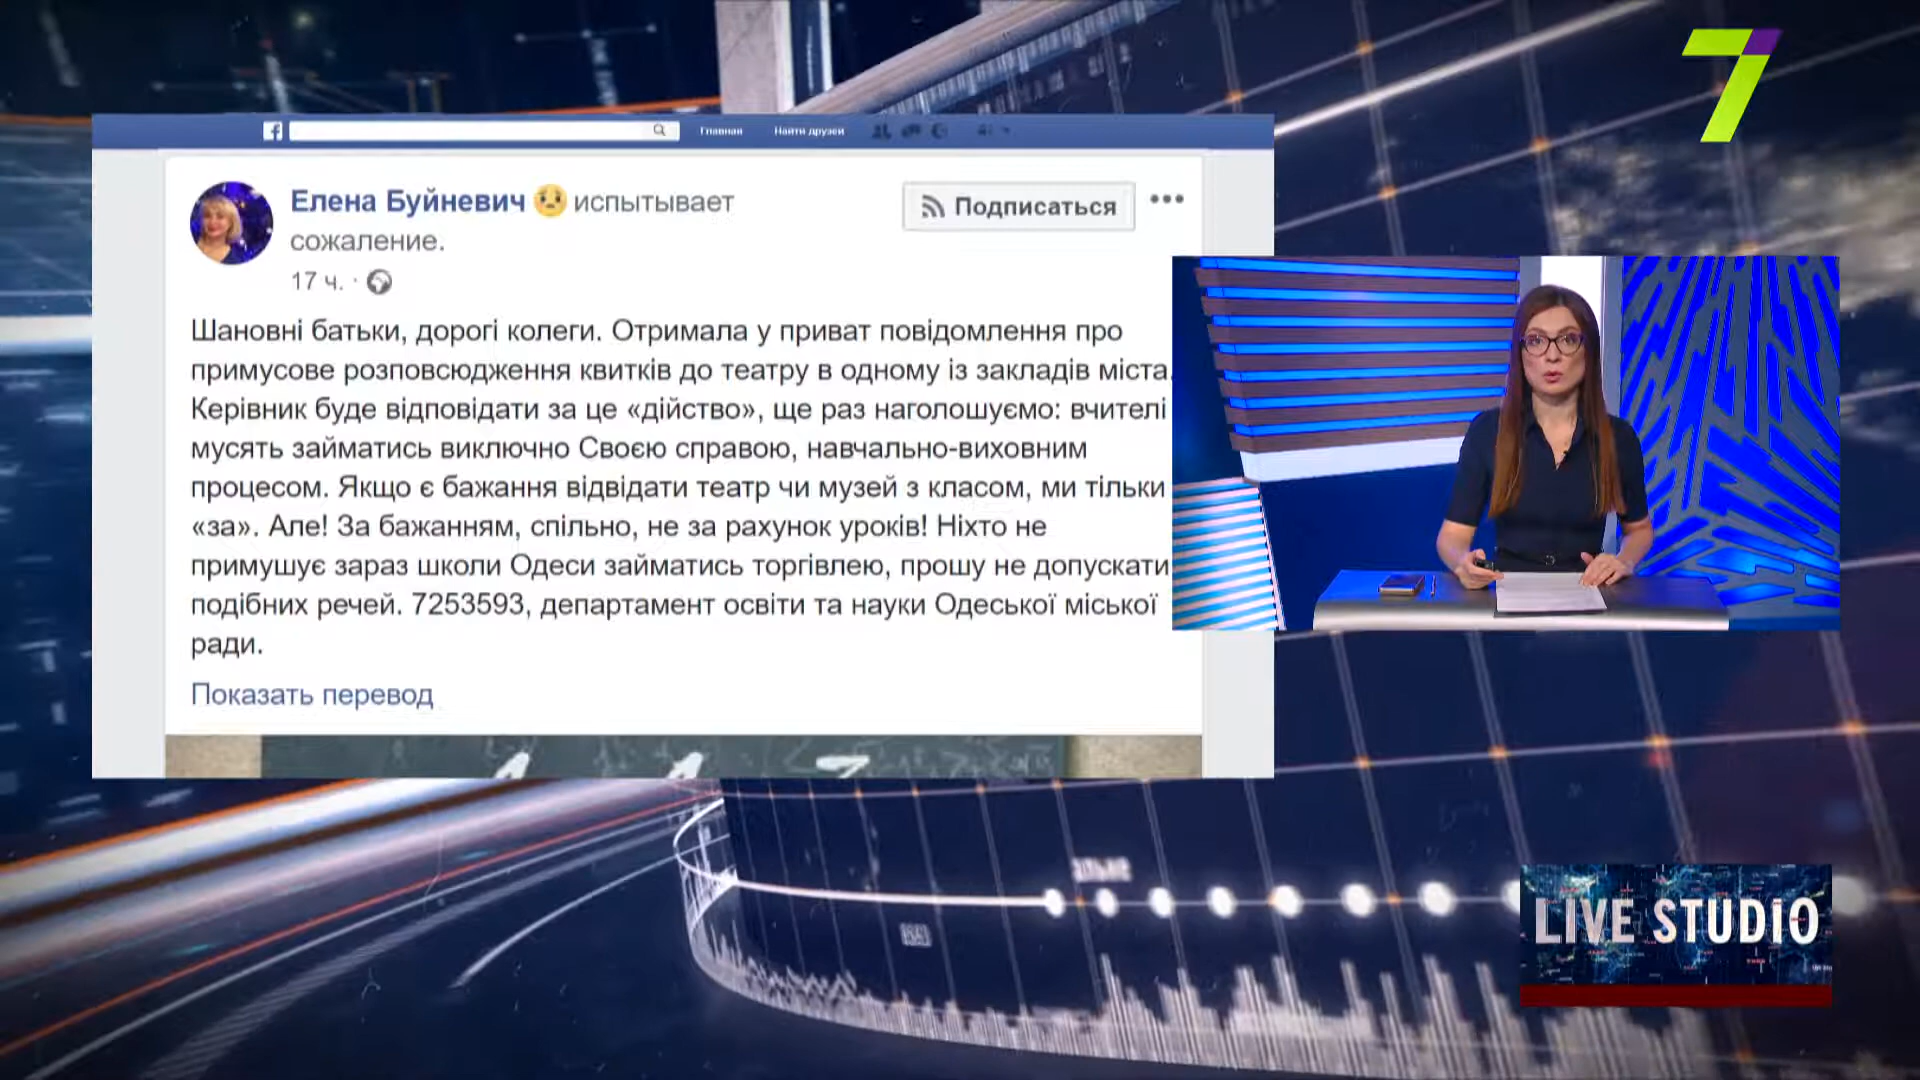 7
Главная
Найти друзей
Елена Буйневич испытывает
сожаление.
17 ч.
Подписаться
Шановні батьки, дорогі колеги. Отримала у приват повідомлення про
примусове розповсюдження квитків до театру в одному із закладів міста.
Керівник буде відповідати за це «дійство», ще раз наголошуємо: вчителі
мусять займатись виключно Своєю справою, навчально-виховним
процесом. Якщо є бажання відвідати театр чи музей з класом, ми тільки
«за». Але! За бажанням, спільно, не за рахунок уроків! Ніхто не
примушує зараз школи Одеси займатись торгівлею, прошу не допускати
подібних речей. 7253593, департамент освіти та науки Одеської міської
ради.
Показать перевод
LIVE STUDIO